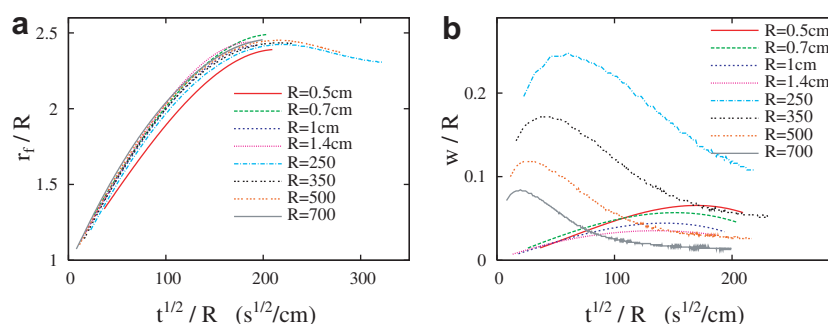 a
r_f / R
2.5
2
1.5
1
0
100
200
300
t^{1/2} / R (s^{1/2}/cm)
R=0.5cm
R=0.7cm
R=1cm
R=1.4cm
R=250
R=350
R=500
R=700
b
w / R
0.2
0.1
0
0
100
200
t^{1/2} / R (s^{1/2}/cm)
R=0.5cm
R=0.7cm
R=1cm
R=1.4cm
R=250
R=350
R=500
R=700